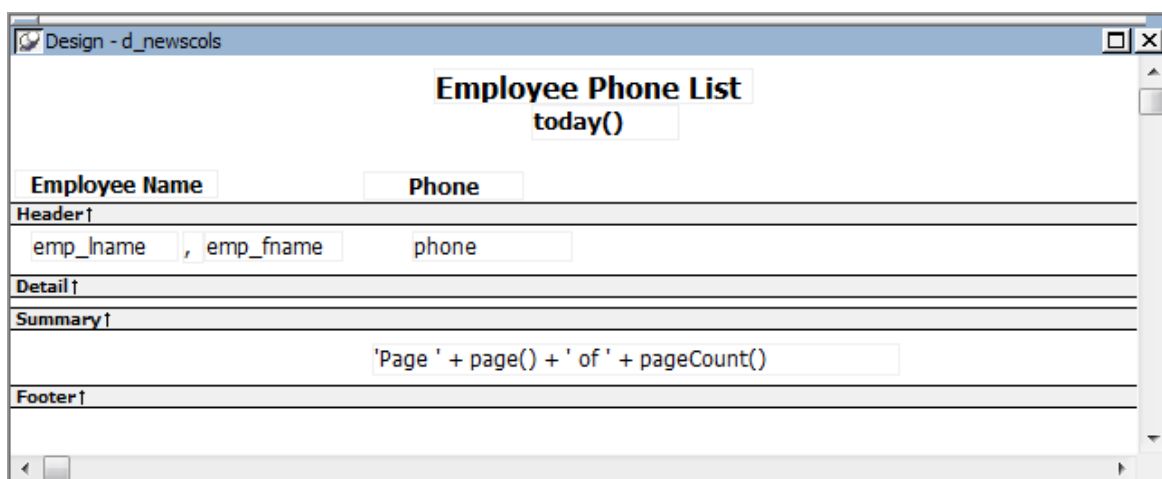 Design - d_newscols
Employee Phone List
today()
Employee Name Phone
Header↑
emp_lname , emp_fname phone
Detail↑
Summary↑
'Page ' + page() + ' of ' + pageCount()
Footer↑